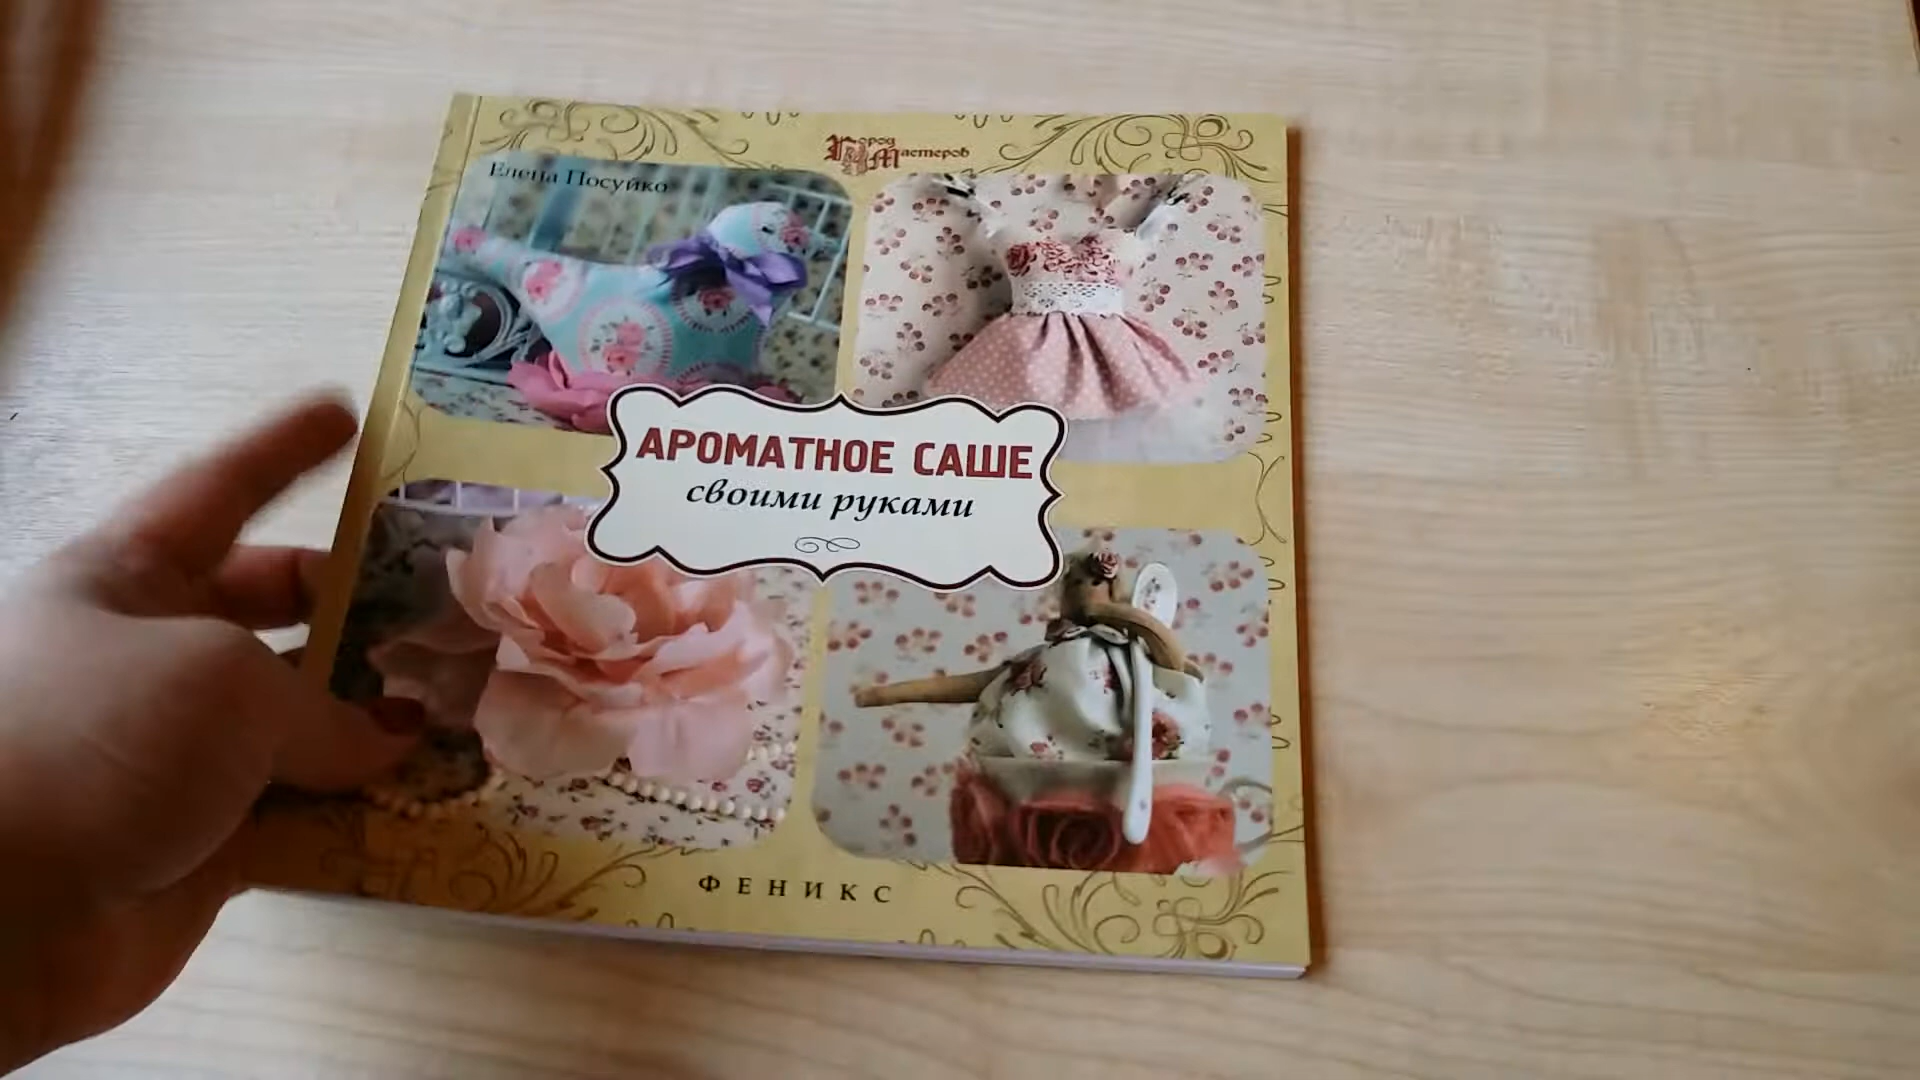 Город
Мастеров
Елена Посуйко
АРОМАТНОЕ САШЕ
своими руками
ФЕНИКС